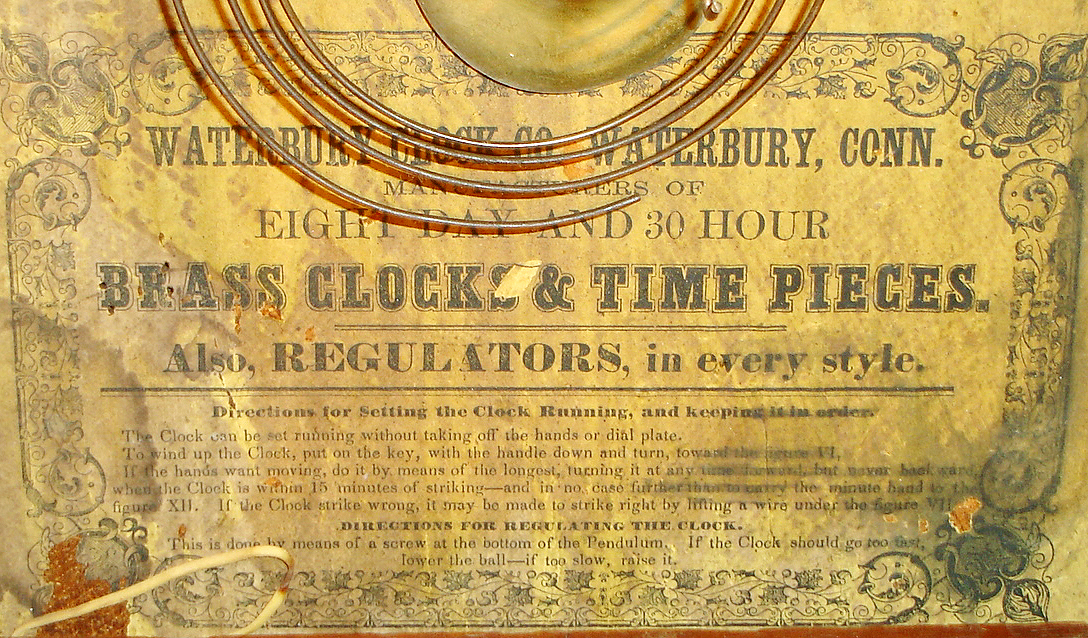 WATERBURY CLOCK CO. WATERBURY, CONN.
MANUFACTURERS OF
EIGHT DAY AND 30 HOUR
BRASS CLOCKS & TIME PIECES.
Also, REGULATORS, in every style.
Directions for Setting the Clock Running, and keeping it in order.
The Clock can be set running without taking off the hands or dial plate.
To wind up the Clock, put on the key, with the handle down and turn, toward the figure VI,
If the hands want moving, do it by means of the longest, turning it at any time forward, but never backward,
when the Clock is within 15 minutes of striking—and in no case further than to carry the minute hand to the
figure XII. If the Clock strike wrong, it may be made to strike right by lifting a wire under the figure VII.
DIRECTIONS FOR REGULATING THE CLOCK.
This is done by means of a screw at the bottom of the Pendulum, If the Clock should go too fast,
lower the ball—if too slow, raise it.